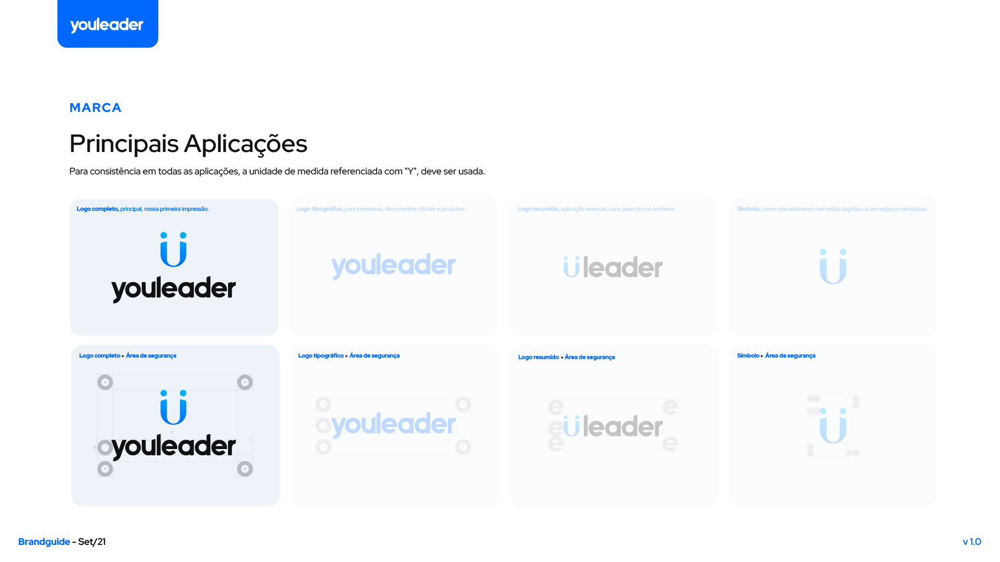 youleader
MARCA
Principais Aplicações
Para consistência em todas as aplicações, a unidade de medida referenciada com "Y", deve ser usada.
Logo completo, principal, nossa primeira impressão.
youleader
Logo tipográfico, para impressos, documentos oficiais e produtos.
youleader
Logo resumido, aplicação especial, para quem já nos conhece.
Üleader
Símbolo, como nós assinamos nas mídias digitiais ou em espaços reduzidos.
Logo completo ▸ Área de segurança
Y
Y
Y
Y
youleader
Y
Y
Logo tipográfico ▸ Área de segurança
youleader
Logo resumido ▸ Área de segurança
Üleader
Símbolo ▸ Área de segurança
Brandguide - Set/21
v 1.0